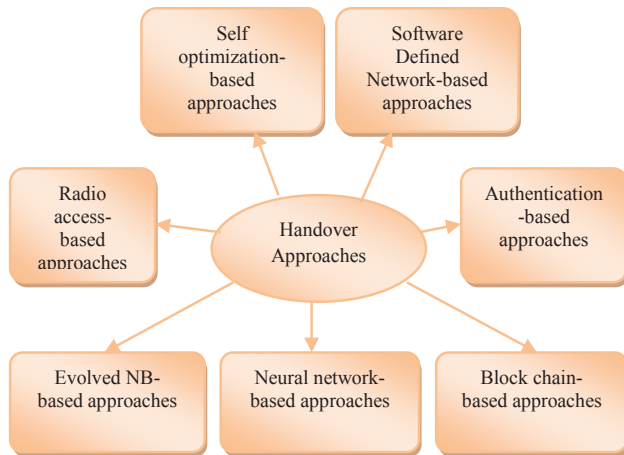 Self
optimization-
based
approaches
Software
Defined
Network-based
approaches
Radio
access-
based
approaches
Handover
Approaches
Authentication
-based
approaches
Evolved NB-
based approaches
Neural network-
based approaches
Block chain-
based approaches